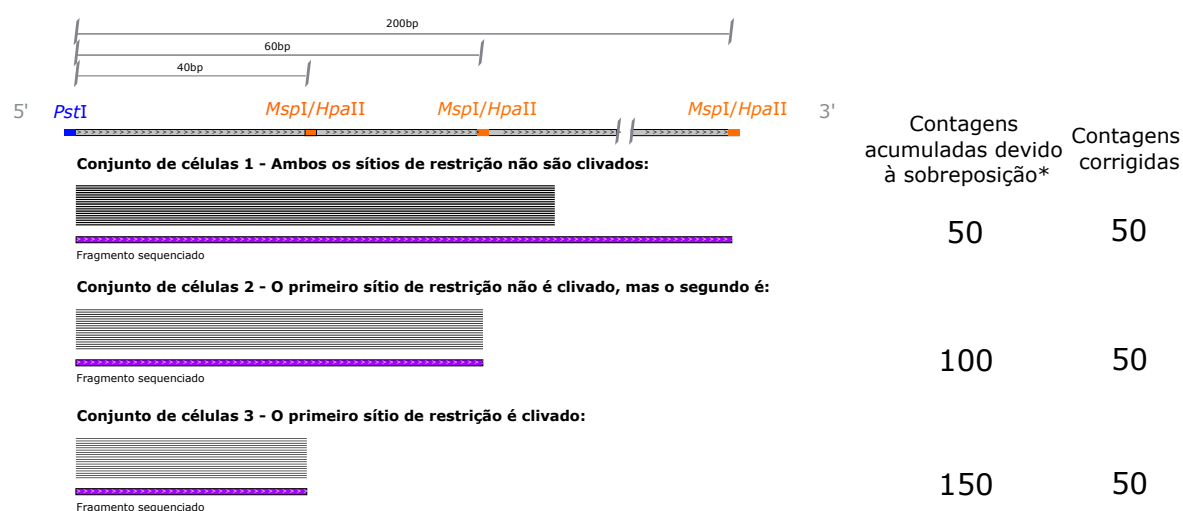 200bp
60bp
40bp
5' PstI MspI/HpaII MspI/HpaII MspI/HpaII 3'
Contagens
acumuladas devido
à sobreposição*
Contagens
corrigidas
Conjunto de células 1 - Ambos os sítios de restrição não são clivados:
50 50
Fragmento sequenciado
Conjunto de células 2 - O primeiro sítio de restrição não é clivado, mas o segundo é:
100 50
Fragmento sequenciado
Conjunto de células 3 - O primeiro sítio de restrição é clivado:
150 50
Fragmento sequenciado